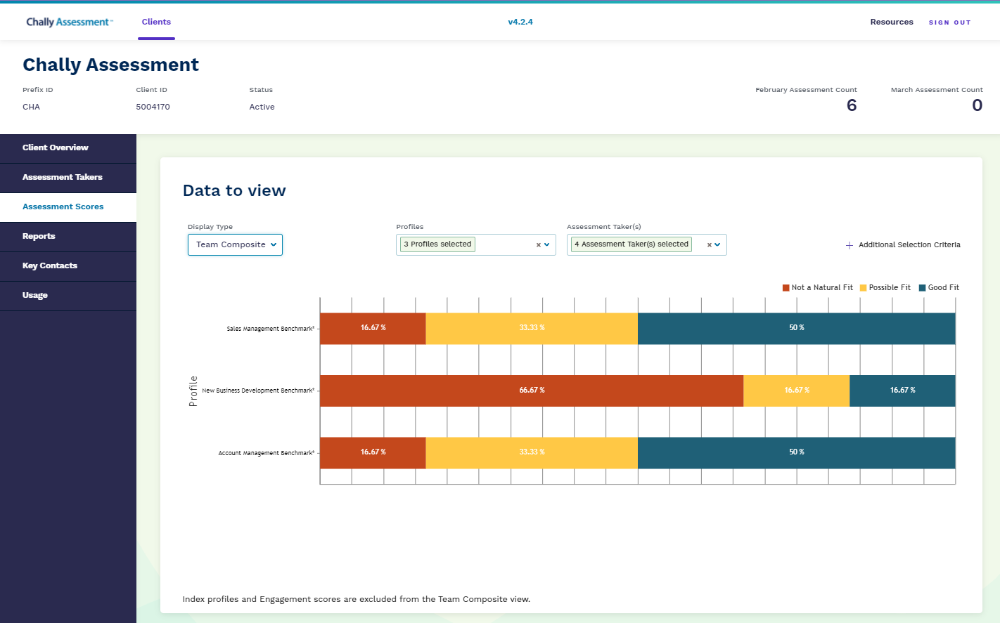 Chally Assessment™
Clients
v4.2.4
Resources
SIGN OUT
Chally Assessment
Prefix ID
Client ID
Status
February Assessment Count
March Assessment Count
CHA
5004170
Active
6
0
Client Overview
Assessment Takers
Assessment Scores
Reports
Key Contacts
Usage
Data to view
Display Type
Profiles
Assessment Taker(s)
Team Composite
3 Profiles selected
4 Assessment Taker(s) selected
Additional Selection Criteria
Not a Natural Fit
Possible Fit
Good Fit
Profile
Sales Management Benchmark®
16.67 %
33.33 %
50 %
New Business Development Benchmark®
66.67 %
16.67 %
16.67 %
Account Management Benchmark®
16.67 %
33.33 %
50 %
Index profiles and Engagement scores are excluded from the Team Composite view.